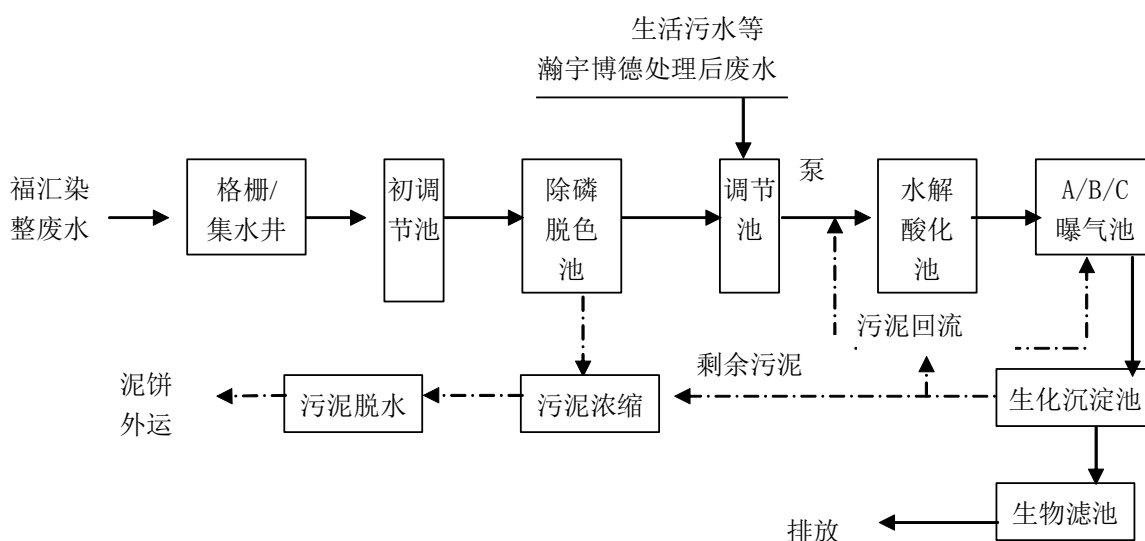 生活污水等
瀚宇博德处理后废水
福汇染
整废水
格栅/
集水井
初调
节池
除磷
脱色
池
调节
池
泵
水解
酸化
池
A/B/C
曝气池
污泥回流
剩余污泥
泥饼
外运
污泥脱水
污泥浓缩
生化沉淀池
生物滤池
排放